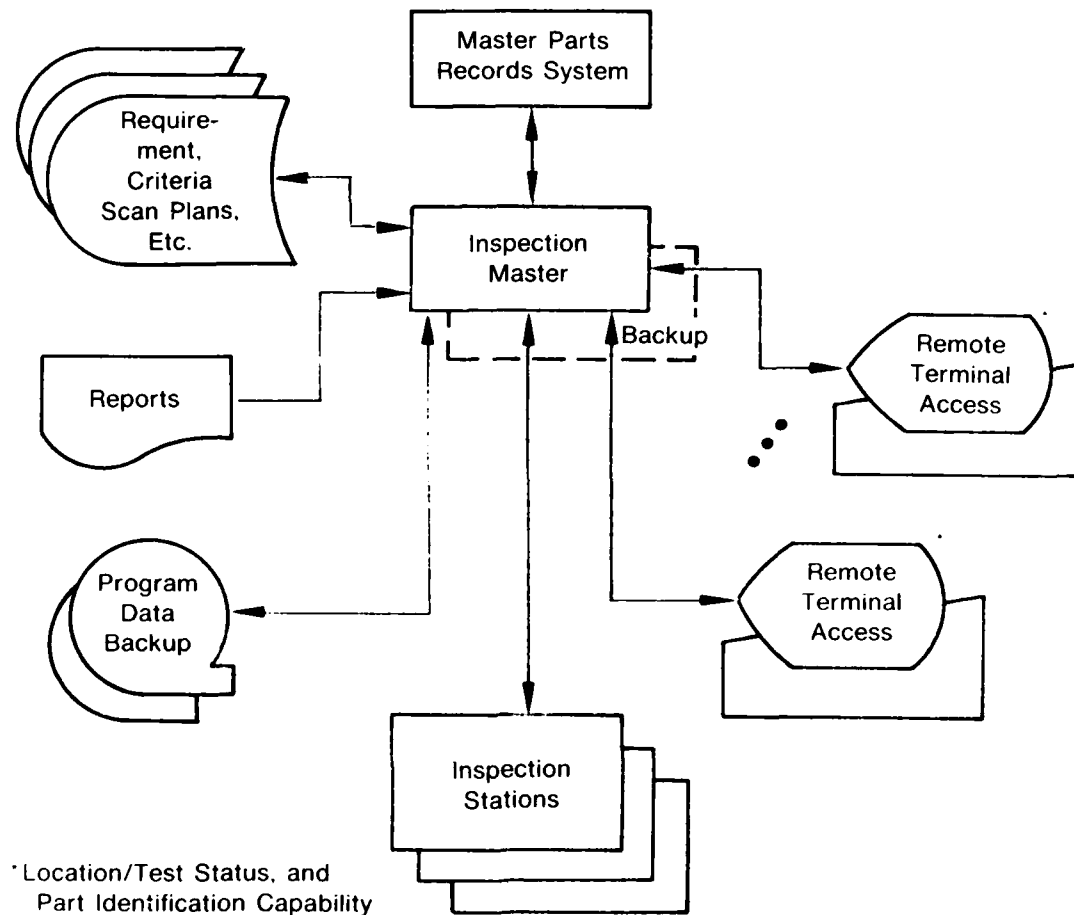 Master Parts
Records System
Require-
ment,
Criteria
Scan Plans,
Etc.
Inspection
Master
Backup
Reports
Remote
Terminal
Access
Program
Data
Backup
Remote
Terminal
Access
Inspection
Stations
*Location/Test Status, and
Part Identification Capability